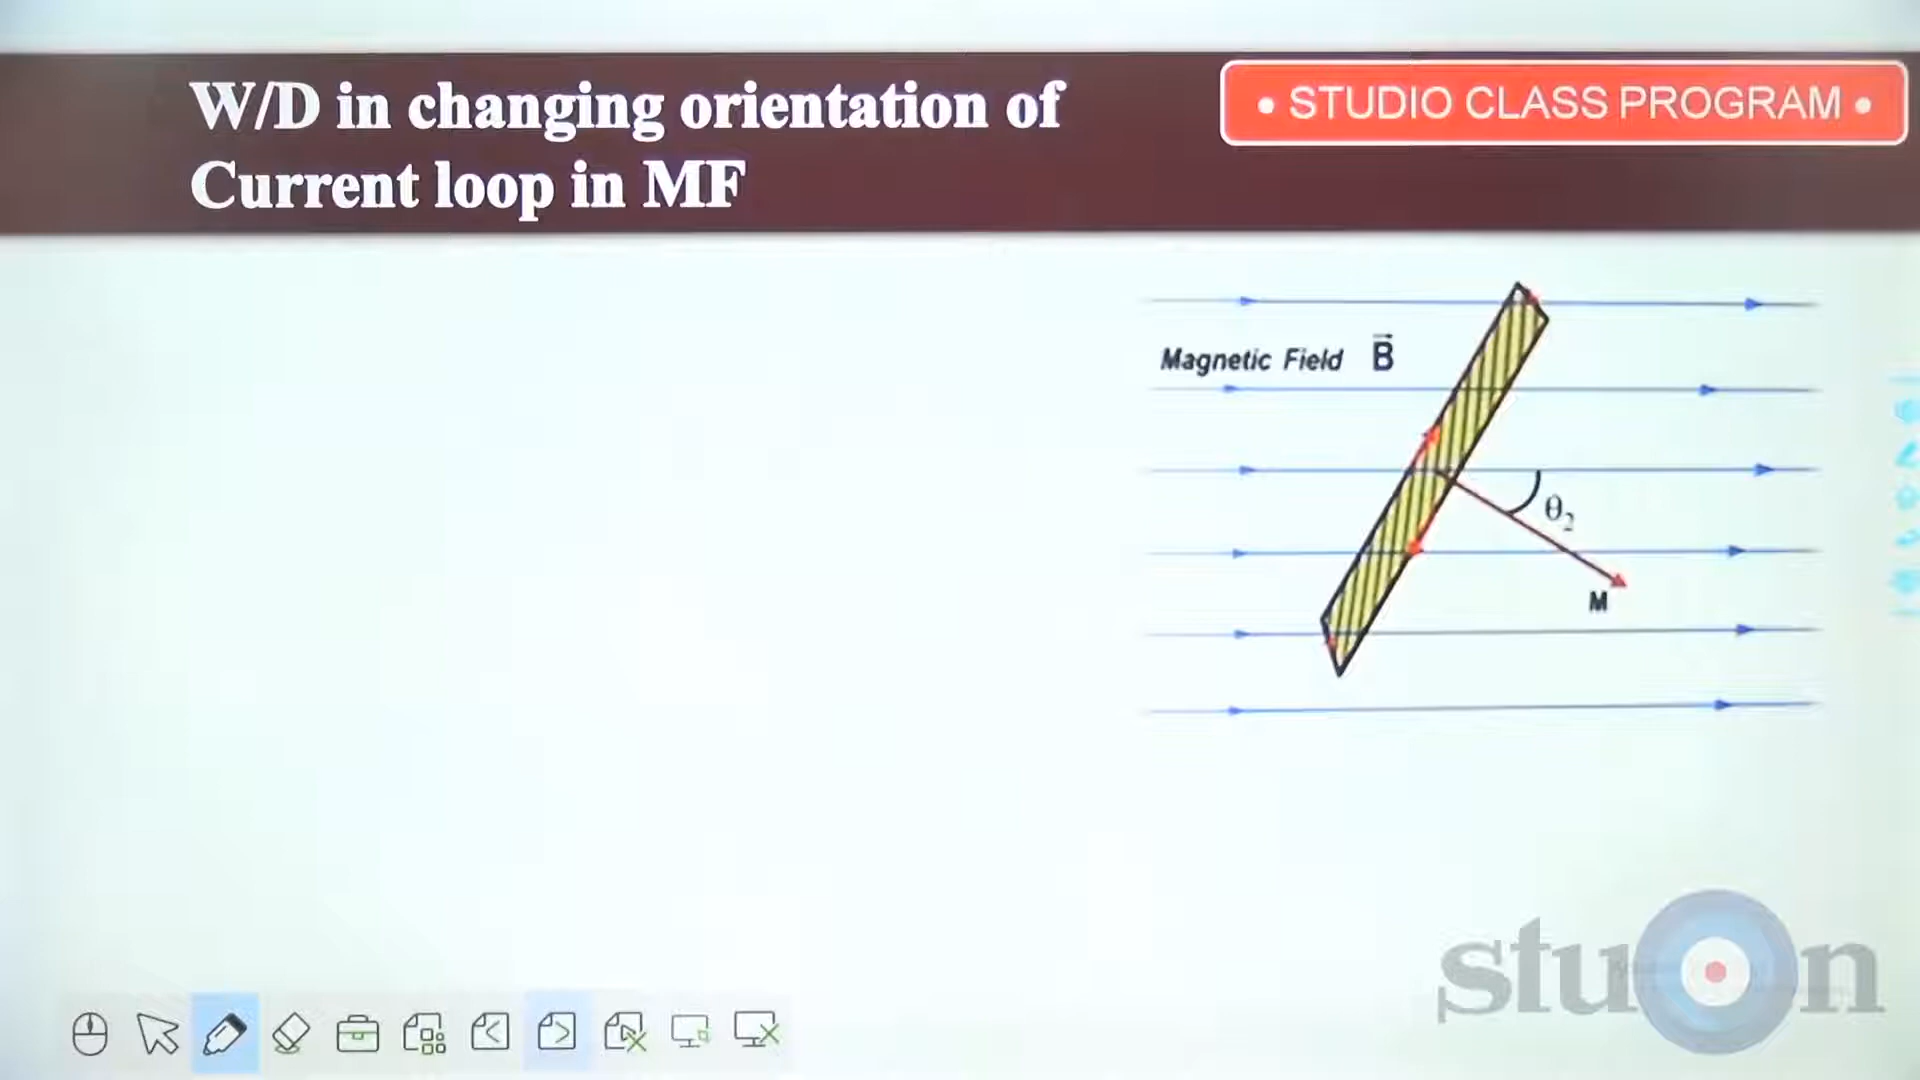 W/D in changing orientation of
Current loop in MF
• STUDIO CLASS PROGRAM •
Magnetic Field B⃗
θ₂
M
stuon